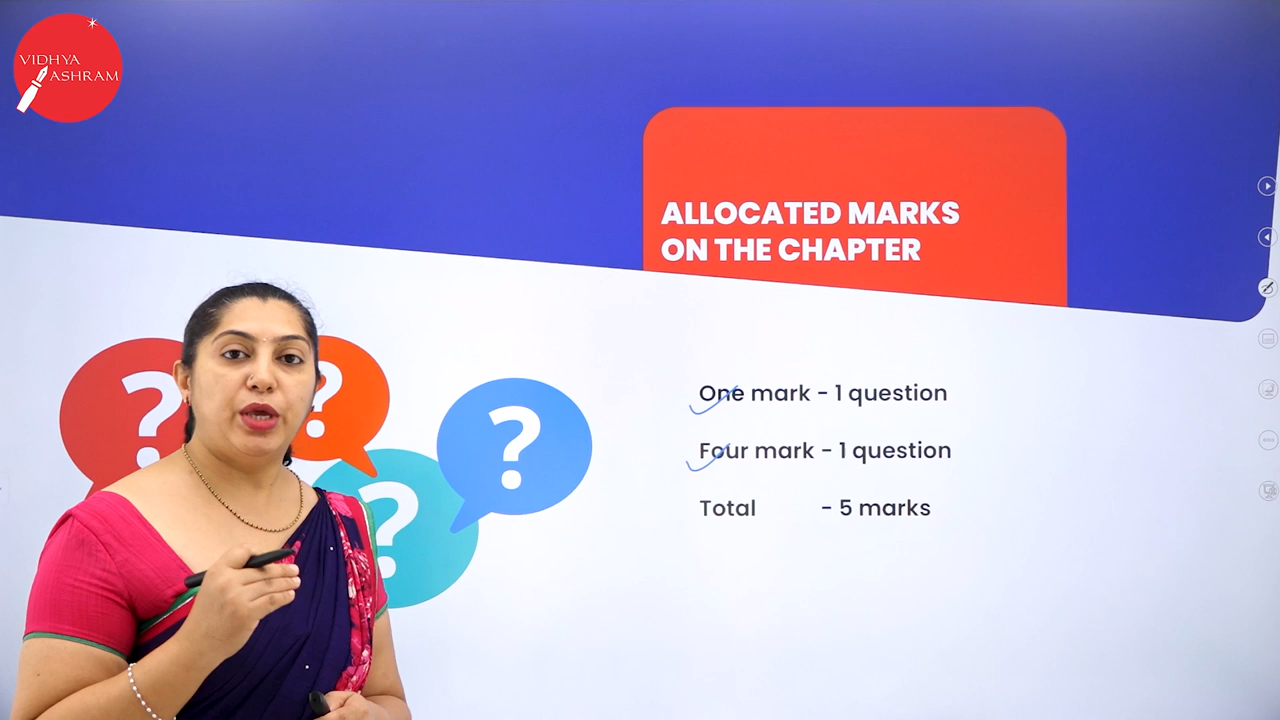 VIDHYA
ASHRAM
ALLOCATED MARKS
ON THE CHAPTER
? ? ? ?
One mark - 1 question
Four mark - 1 question
Total - 5 marks